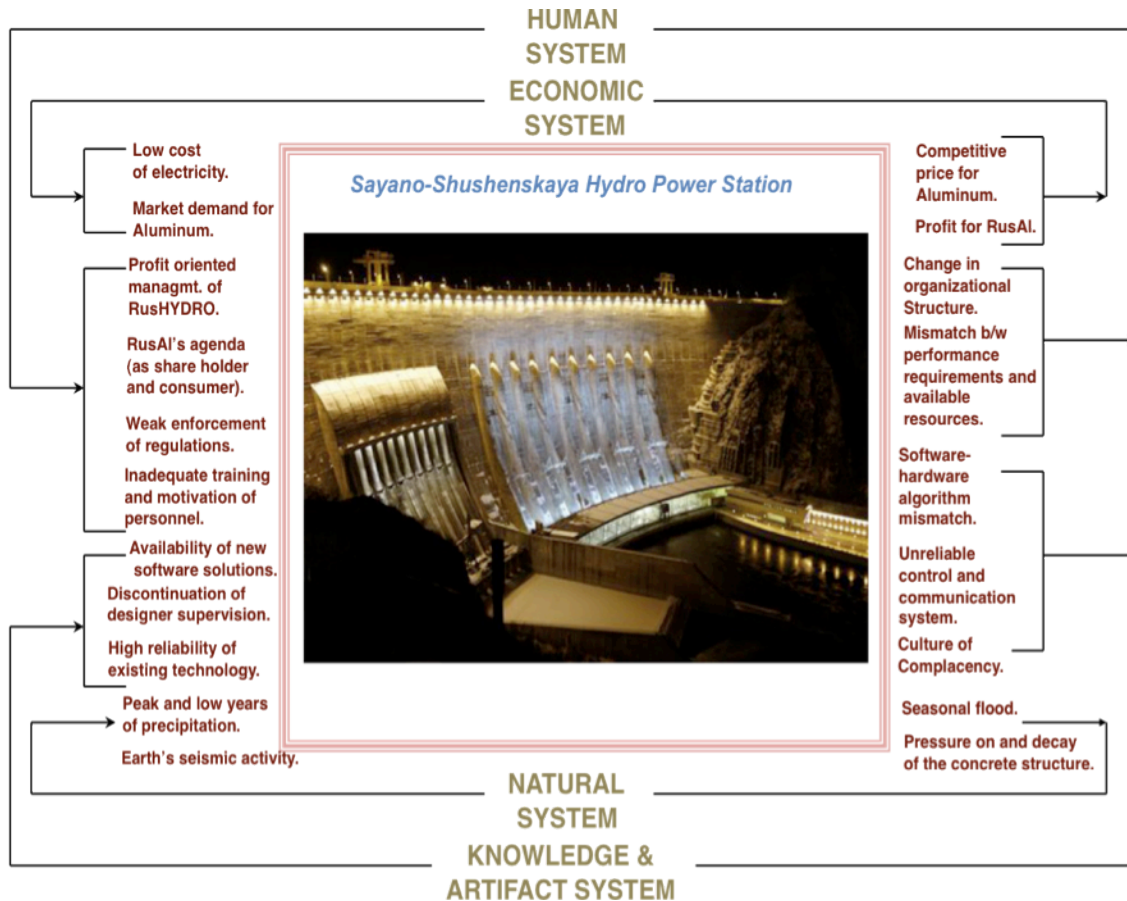 HUMAN
SYSTEM
ECONOMIC
SYSTEM
Low cost
of electricity.
Market demand for
Aluminum.
Profit oriented
managmt. of
RusHYDRO.
RusAl's agenda
(as share holder
and consumer).
Weak enforcement
of regulations.
Inadequate training
and motivation of
personnel.
Availability of new
software solutions.
Discontinuation of
designer supervision.
High reliability of
existing technology.
Peak and low years
of precipitation.
Earth's seismic activity.
Sayano-Shushenskaya Hydro Power Station
Competitive
price for
Aluminum.
Profit for RusAl.
Change in
organizational
Structure.
Mismatch b/w
performance
requirements and
available
resources.
Software-
hardware
algorithm
mismatch.
Unreliable
control and
communication
system.
Culture of
Complacency.
Seasonal flood.
Pressure on and decay
of the concrete structure.
NATURAL
SYSTEM
KNOWLEDGE &
ARTIFACT SYSTEM